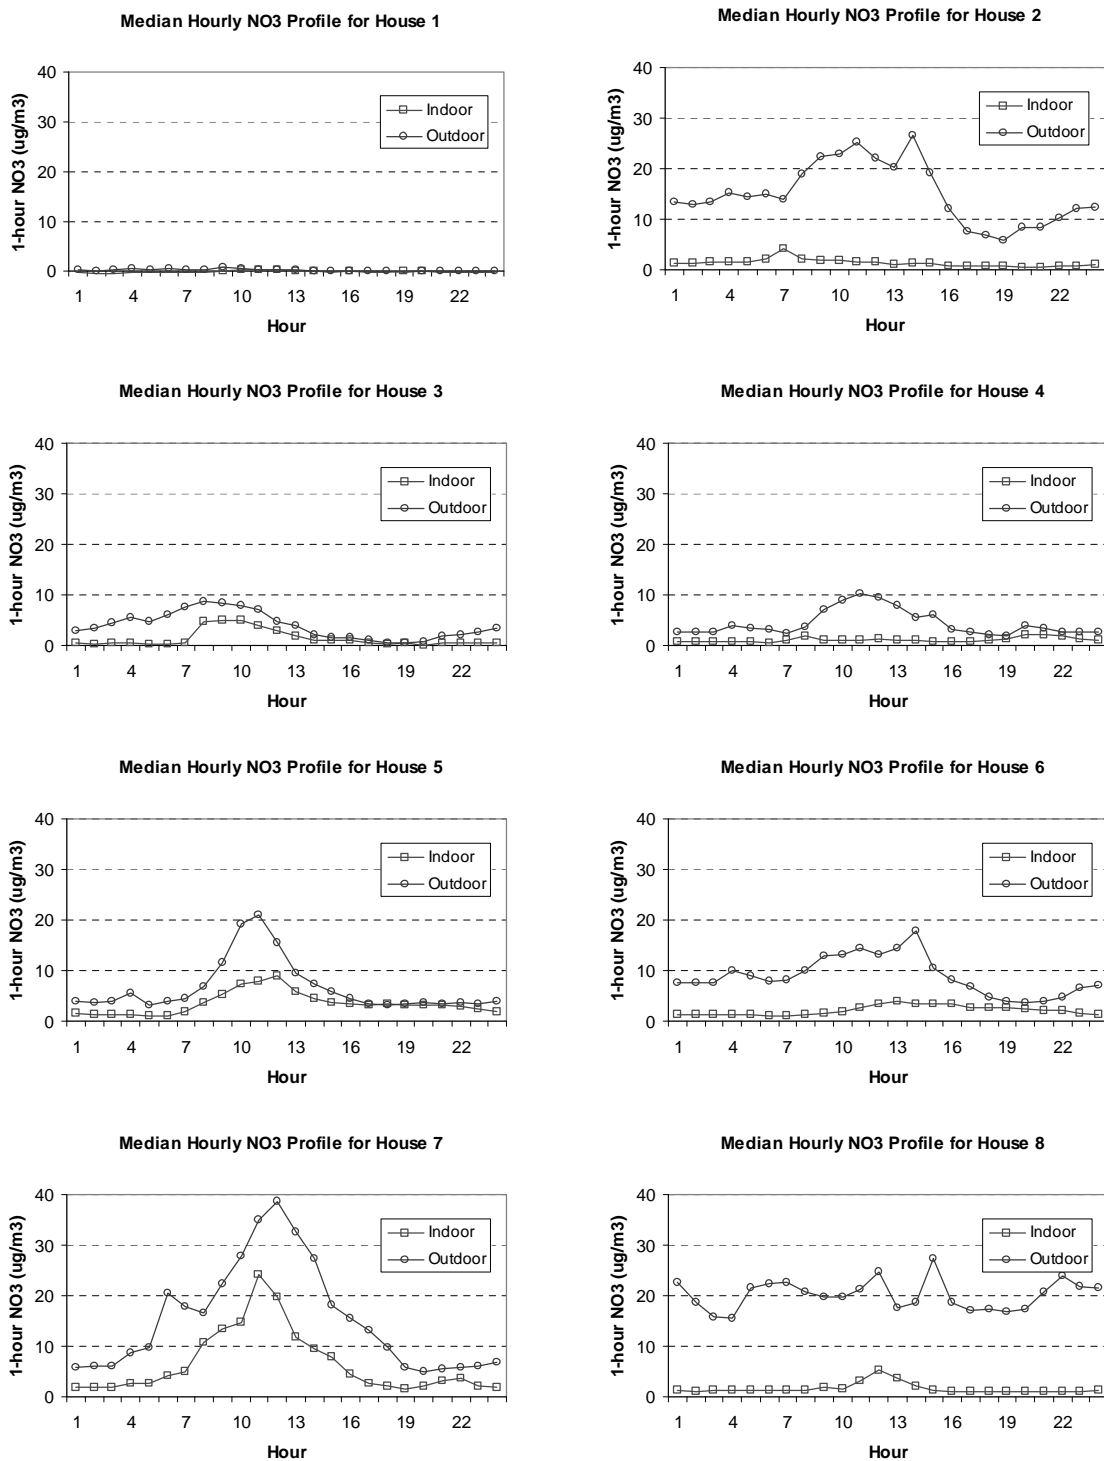 Median Hourly NO3 Profile for House 1
1-hour NO3 (ug/m3)
40
30
20
10
0
Indoor
Outdoor
1 4 7 10 13 16 19 22
Hour
Median Hourly NO3 Profile for House 2
1-hour NO3 (ug/m3)
40
30
20
10
0
Indoor
Outdoor
1 4 7 10 13 16 19 22
Hour
Median Hourly NO3 Profile for House 3
1-hour NO3 (ug/m3)
40
30
20
10
0
Indoor
Outdoor
1 4 7 10 13 16 19 22
Hour
Median Hourly NO3 Profile for House 4
1-hour NO3 (ug/m3)
40
30
20
10
0
Indoor
Outdoor
1 4 7 10 13 16 19 22
Hour
Median Hourly NO3 Profile for House 5
1-hour NO3 (ug/m3)
40
30
20
10
0
Indoor
Outdoor
1 4 7 10 13 16 19 22
Hour
Median Hourly NO3 Profile for House 6
1-hour NO3 (ug/m3)
40
30
20
10
0
Indoor
Outdoor
1 4 7 10 13 16 19 22
Hour
Median Hourly NO3 Profile for House 7
1-hour NO3 (ug/m3)
40
30
20
10
0
Indoor
Outdoor
1 4 7 10 13 16 19 22
Hour
Median Hourly NO3 Profile for House 8
1-hour NO3 (ug/m3)
40
30
20
10
0
Indoor
Outdoor
1 4 7 10 13 16 19 22
Hour